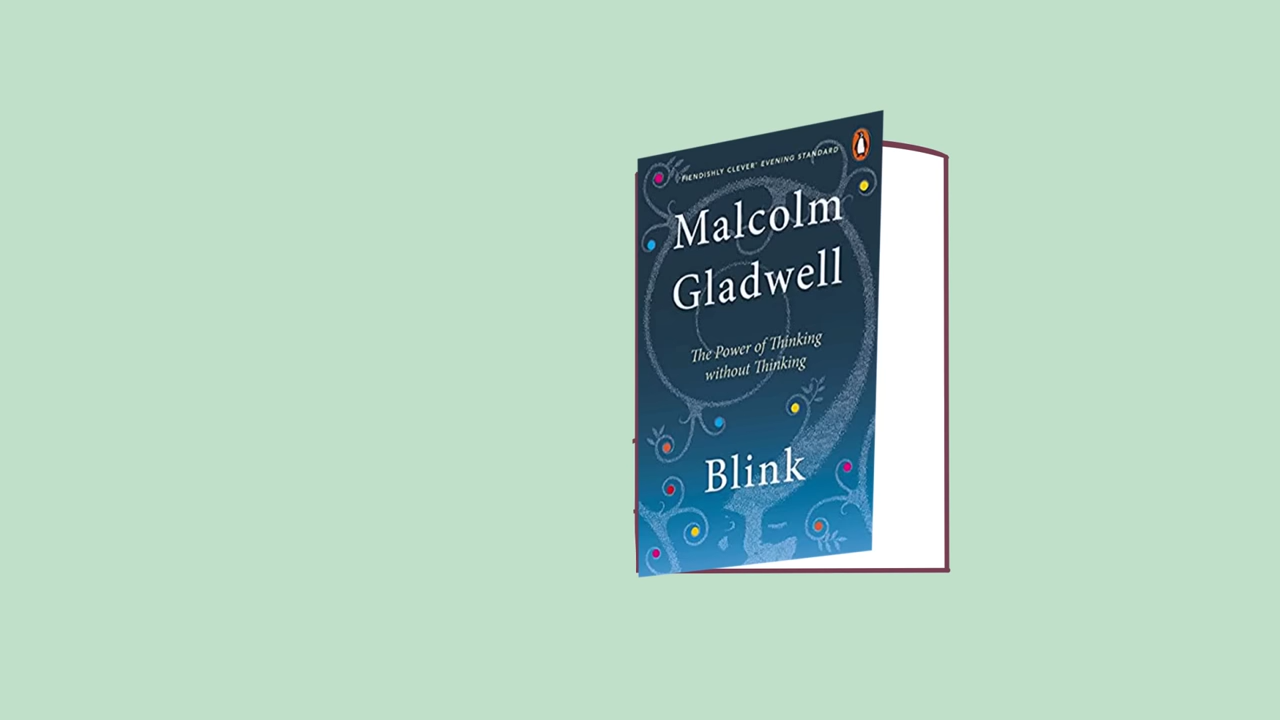 'FIENDISHLY CLEVER' EVENING STANDARD
Malcolm
Gladwell
The Power of Thinking
without Thinking
Blink